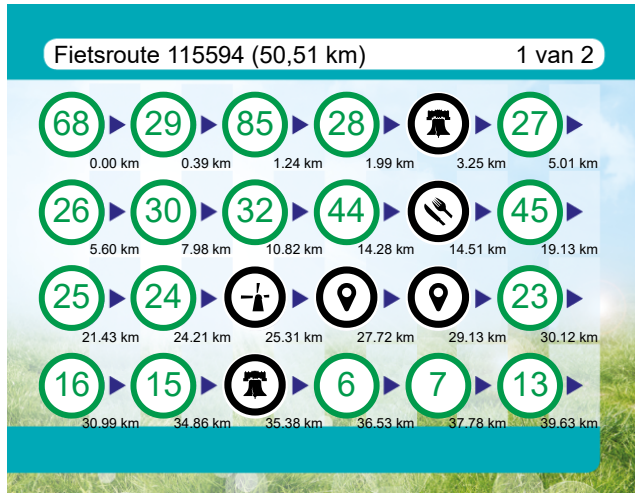 Fietsroute 115594 (50,51 km) 1 van 2
68 29 85 28 27
0.00 km 0.39 km 1.24 km 1.99 km 3.25 km 5.01 km
26 30 32 44 45
5.60 km 7.98 km 10.82 km 14.28 km 14.51 km 19.13 km
25 24 23
21.43 km 24.21 km 25.31 km 27.72 km 29.13 km 30.12 km
16 15 6 7 13
30.99 km 34.86 km 35.38 km 36.53 km 37.78 km 39.63 km